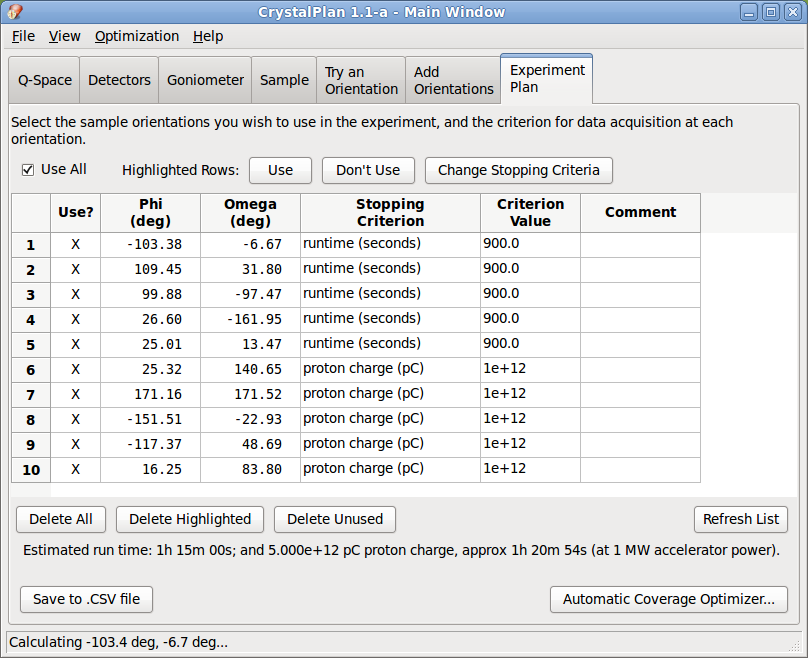 CrystalPlan 1.1-a - Main Window
File View Optimization Help
Q-Space Detectors Goniometer Sample Try an Orientation Add Orientations Experiment Plan
Select the sample orientations you wish to use in the experiment, and the criterion for data acquisition at each
orientation.
Use All Highlighted Rows: Use Don't Use Change Stopping Criteria
Use? Phi (deg) Omega (deg) Stopping Criterion Criterion Value Comment
1 X -103.38 -6.67 runtime (seconds) 900.0
2 X 109.45 31.80 runtime (seconds) 900.0
3 X 99.88 -97.47 runtime (seconds) 900.0
4 X 26.60 -161.95 runtime (seconds) 900.0
5 X 25.01 13.47 runtime (seconds) 900.0
6 X 25.32 140.65 proton charge (pC) 1e+12
7 X 171.16 171.52 proton charge (pC) 1e+12
8 X -151.51 -22.93 proton charge (pC) 1e+12
9 X -117.37 48.69 proton charge (pC) 1e+12
10 X 16.25 83.80 proton charge (pC) 1e+12
Delete All Delete Highlighted Delete Unused Refresh List
Estimated run time: 1h 15m 00s; and 5.000e+12 pC proton charge, approx 1h 20m 54s (at 1 MW accelerator power).
Save to .CSV file Automatic Coverage Optimizer...
Calculating -103.4 deg, -6.7 deg...